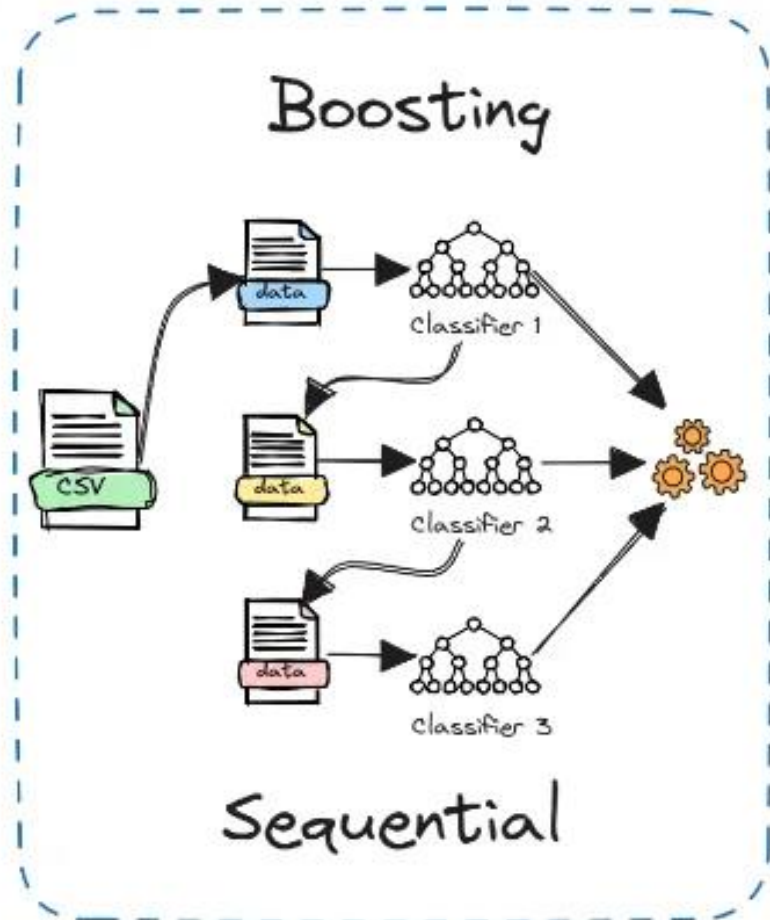 Boosting
data
Classifier 1
CSV
data
Classifier 2
data
Classifier 3
Sequential